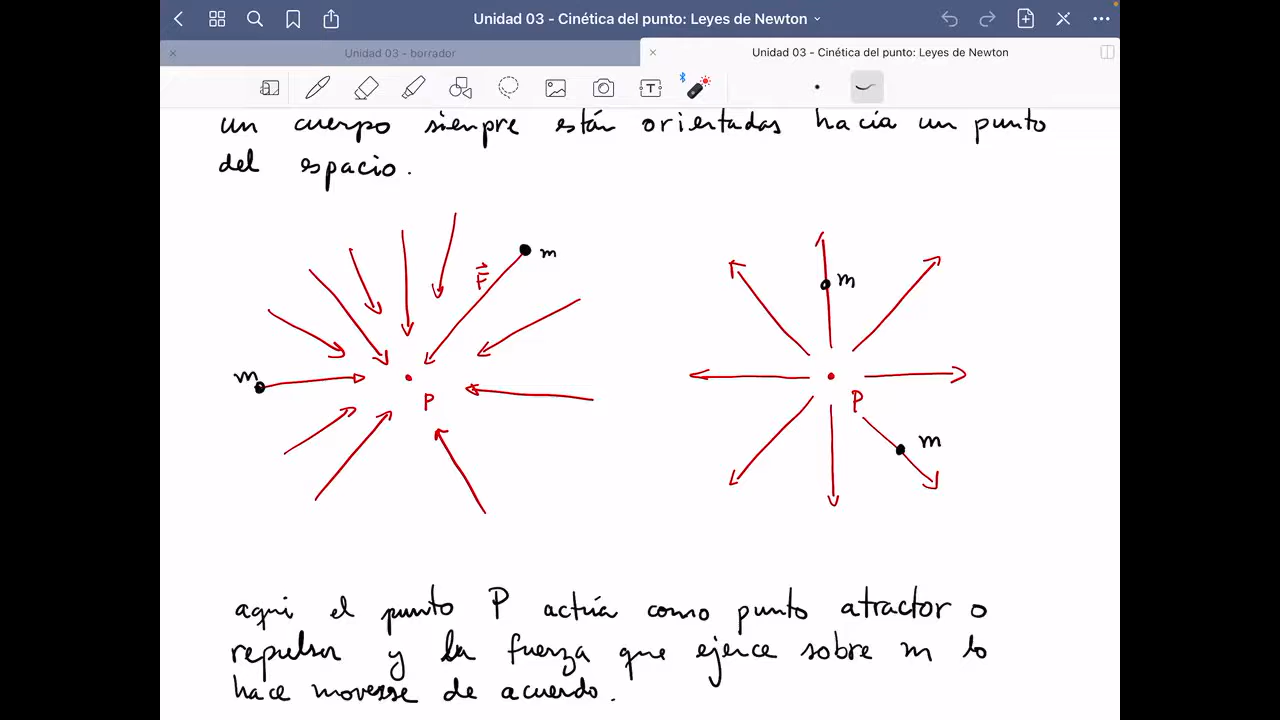 Unidad 03 - Cinética del punto: Leyes de Newton
Unidad 03 - borrador
Unidad 03 - Cinética del punto: Leyes de Newton
un cuerpo siempre están orientadas hacia un punto
del espacio.
m
F
m
P
m
P
m
aqui el punto P actúa como punto atractor o
repulsor y la fuerza que ejerce sobre m lo
hace moverse de acuerdo.